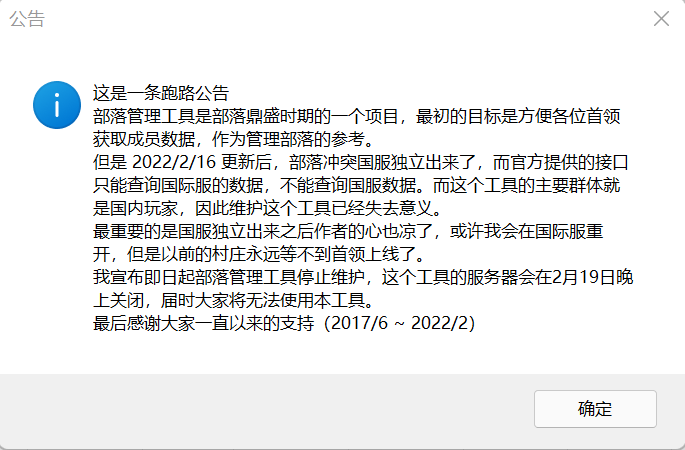 公告
这是一条跑路公告
部落管理工具是部落鼎盛时期的一个项目，最初的目标是方便各位首领
获取成员数据，作为管理部落的参考。
但是 2022/2/16 更新后，部落冲突国服独立出来了，而官方提供的接口
只能查询国际服的数据，不能查询国服数据。而这个工具的主要群体就
是国内玩家，因此维护这个工具已经失去意义。
最重要的是国服独立出来之后作者的心也凉了，或许我会在国际服重
开，但是以前的村庄永远等不到首领上线了。
我宣布即日起部落管理工具停止维护，这个工具的服务器会在2月19日晚
上关闭，届时大家将无法使用本工具。
最后感谢大家一直以来的支持（2017/6 ~ 2022/2）
确定